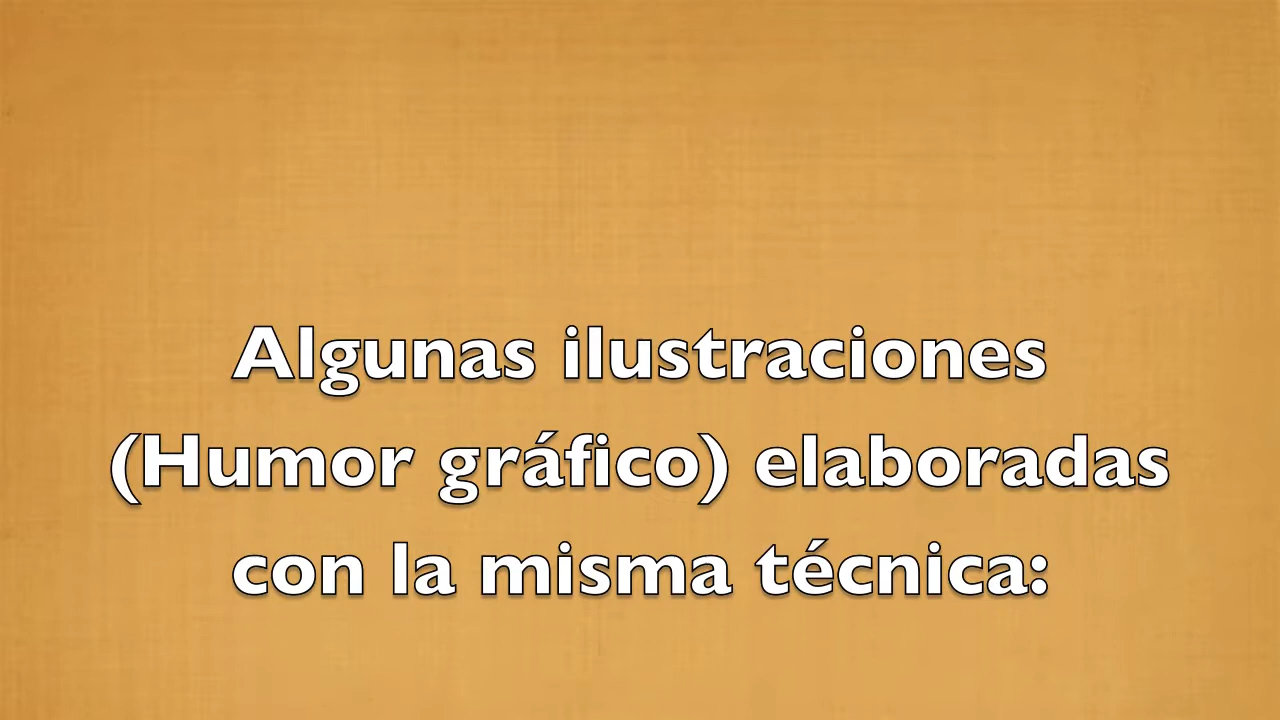 Algunas ilustraciones
(Humor gráfico) elaboradas
con la misma técnica: